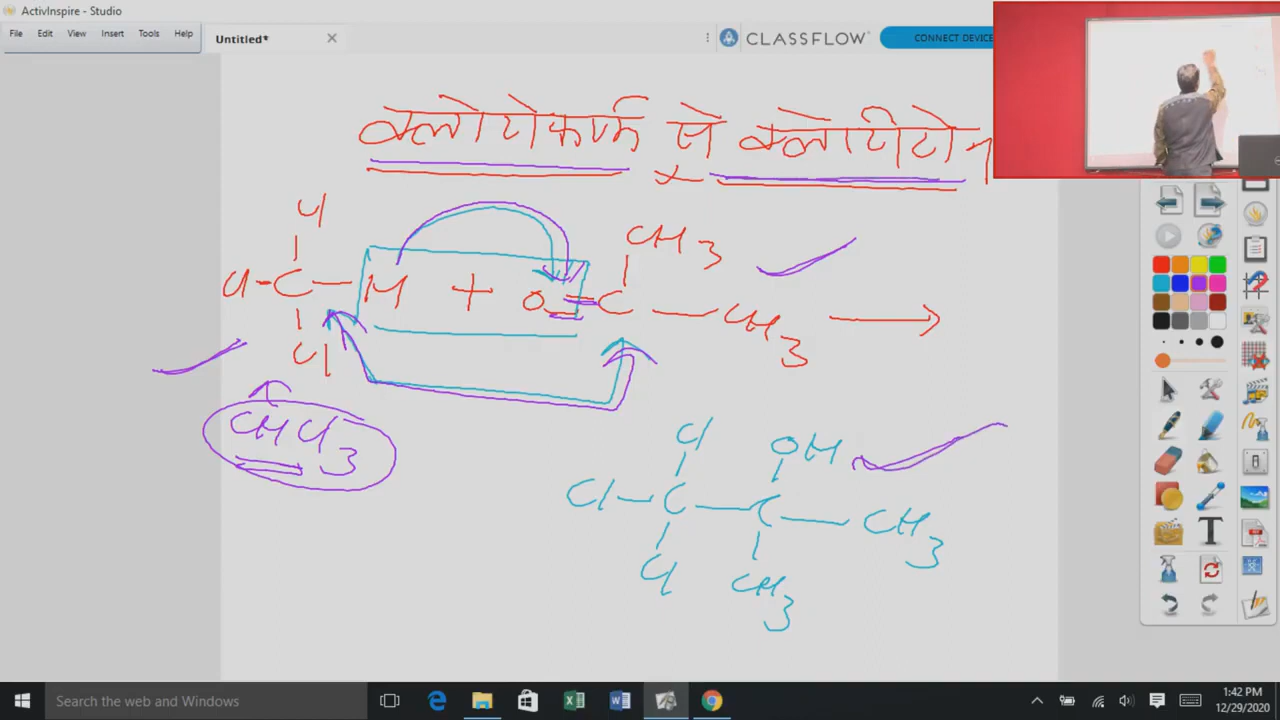 ActivInspire - Studio
File Edit View Insert Tools Help
Untitled*
CLASSFLOW
CONNECT DEVICE
क्लोरोफार्म से क्लोरीटोन
Cl
CH3
Cl-C-H + O=C-CH3 →
Cl
CHCl3
Cl OH
Cl-C-C-CH3
Cl CH3
Search the web and Windows
1:42 PM
12/29/2020